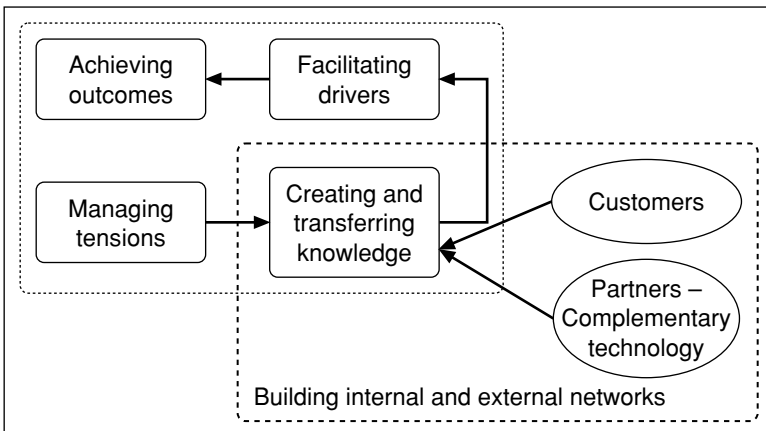 Achieving
outcomes
Facilitating
drivers
Managing
tensions
Creating and
transferring
knowledge
Customers
Partners –
Complementary
technology
Building internal and external networks